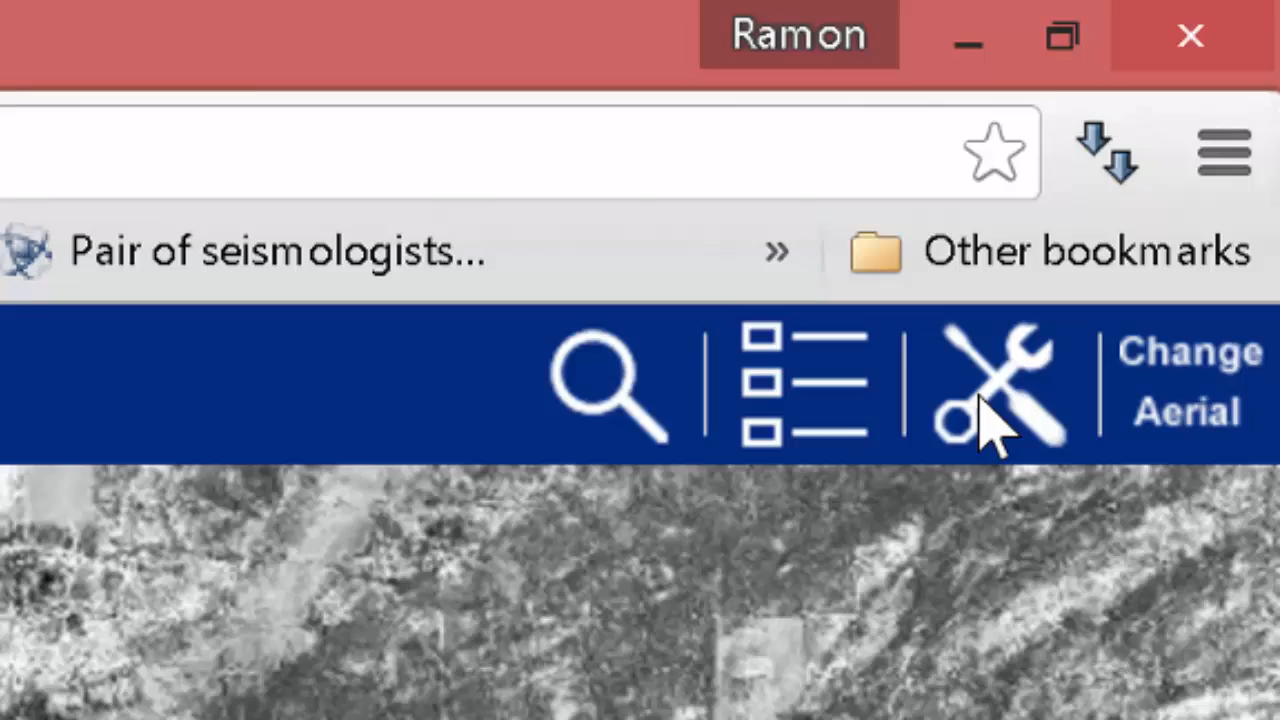 Ramon
Pair of seismologists...
»
Other bookmarks
Change
Aerial